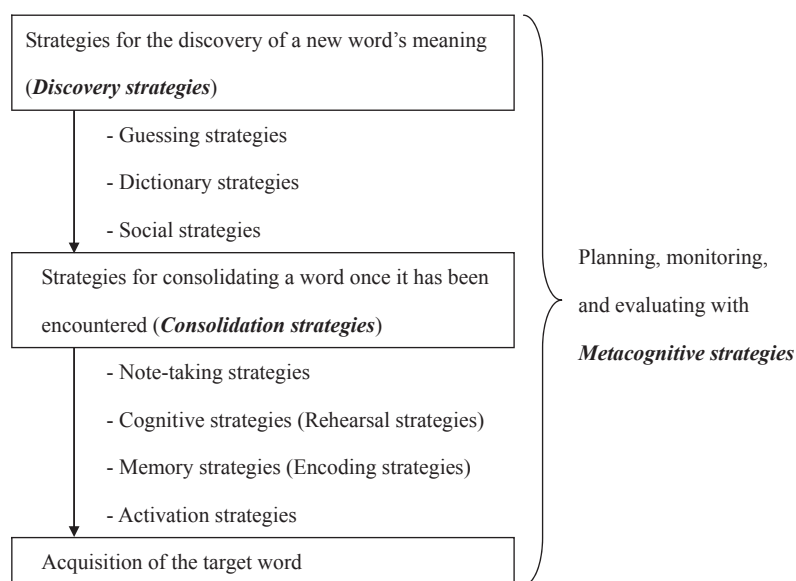 Strategies for the discovery of a new word’s meaning
(Discovery strategies)
- Guessing strategies
- Dictionary strategies
- Social strategies
Strategies for consolidating a word once it has been
encountered (Consolidation strategies)
- Note-taking strategies
- Cognitive strategies (Rehearsal strategies)
- Memory strategies (Encoding strategies)
- Activation strategies
Acquisition of the target word
Planning, monitoring,
and evaluating with
Metacognitive strategies